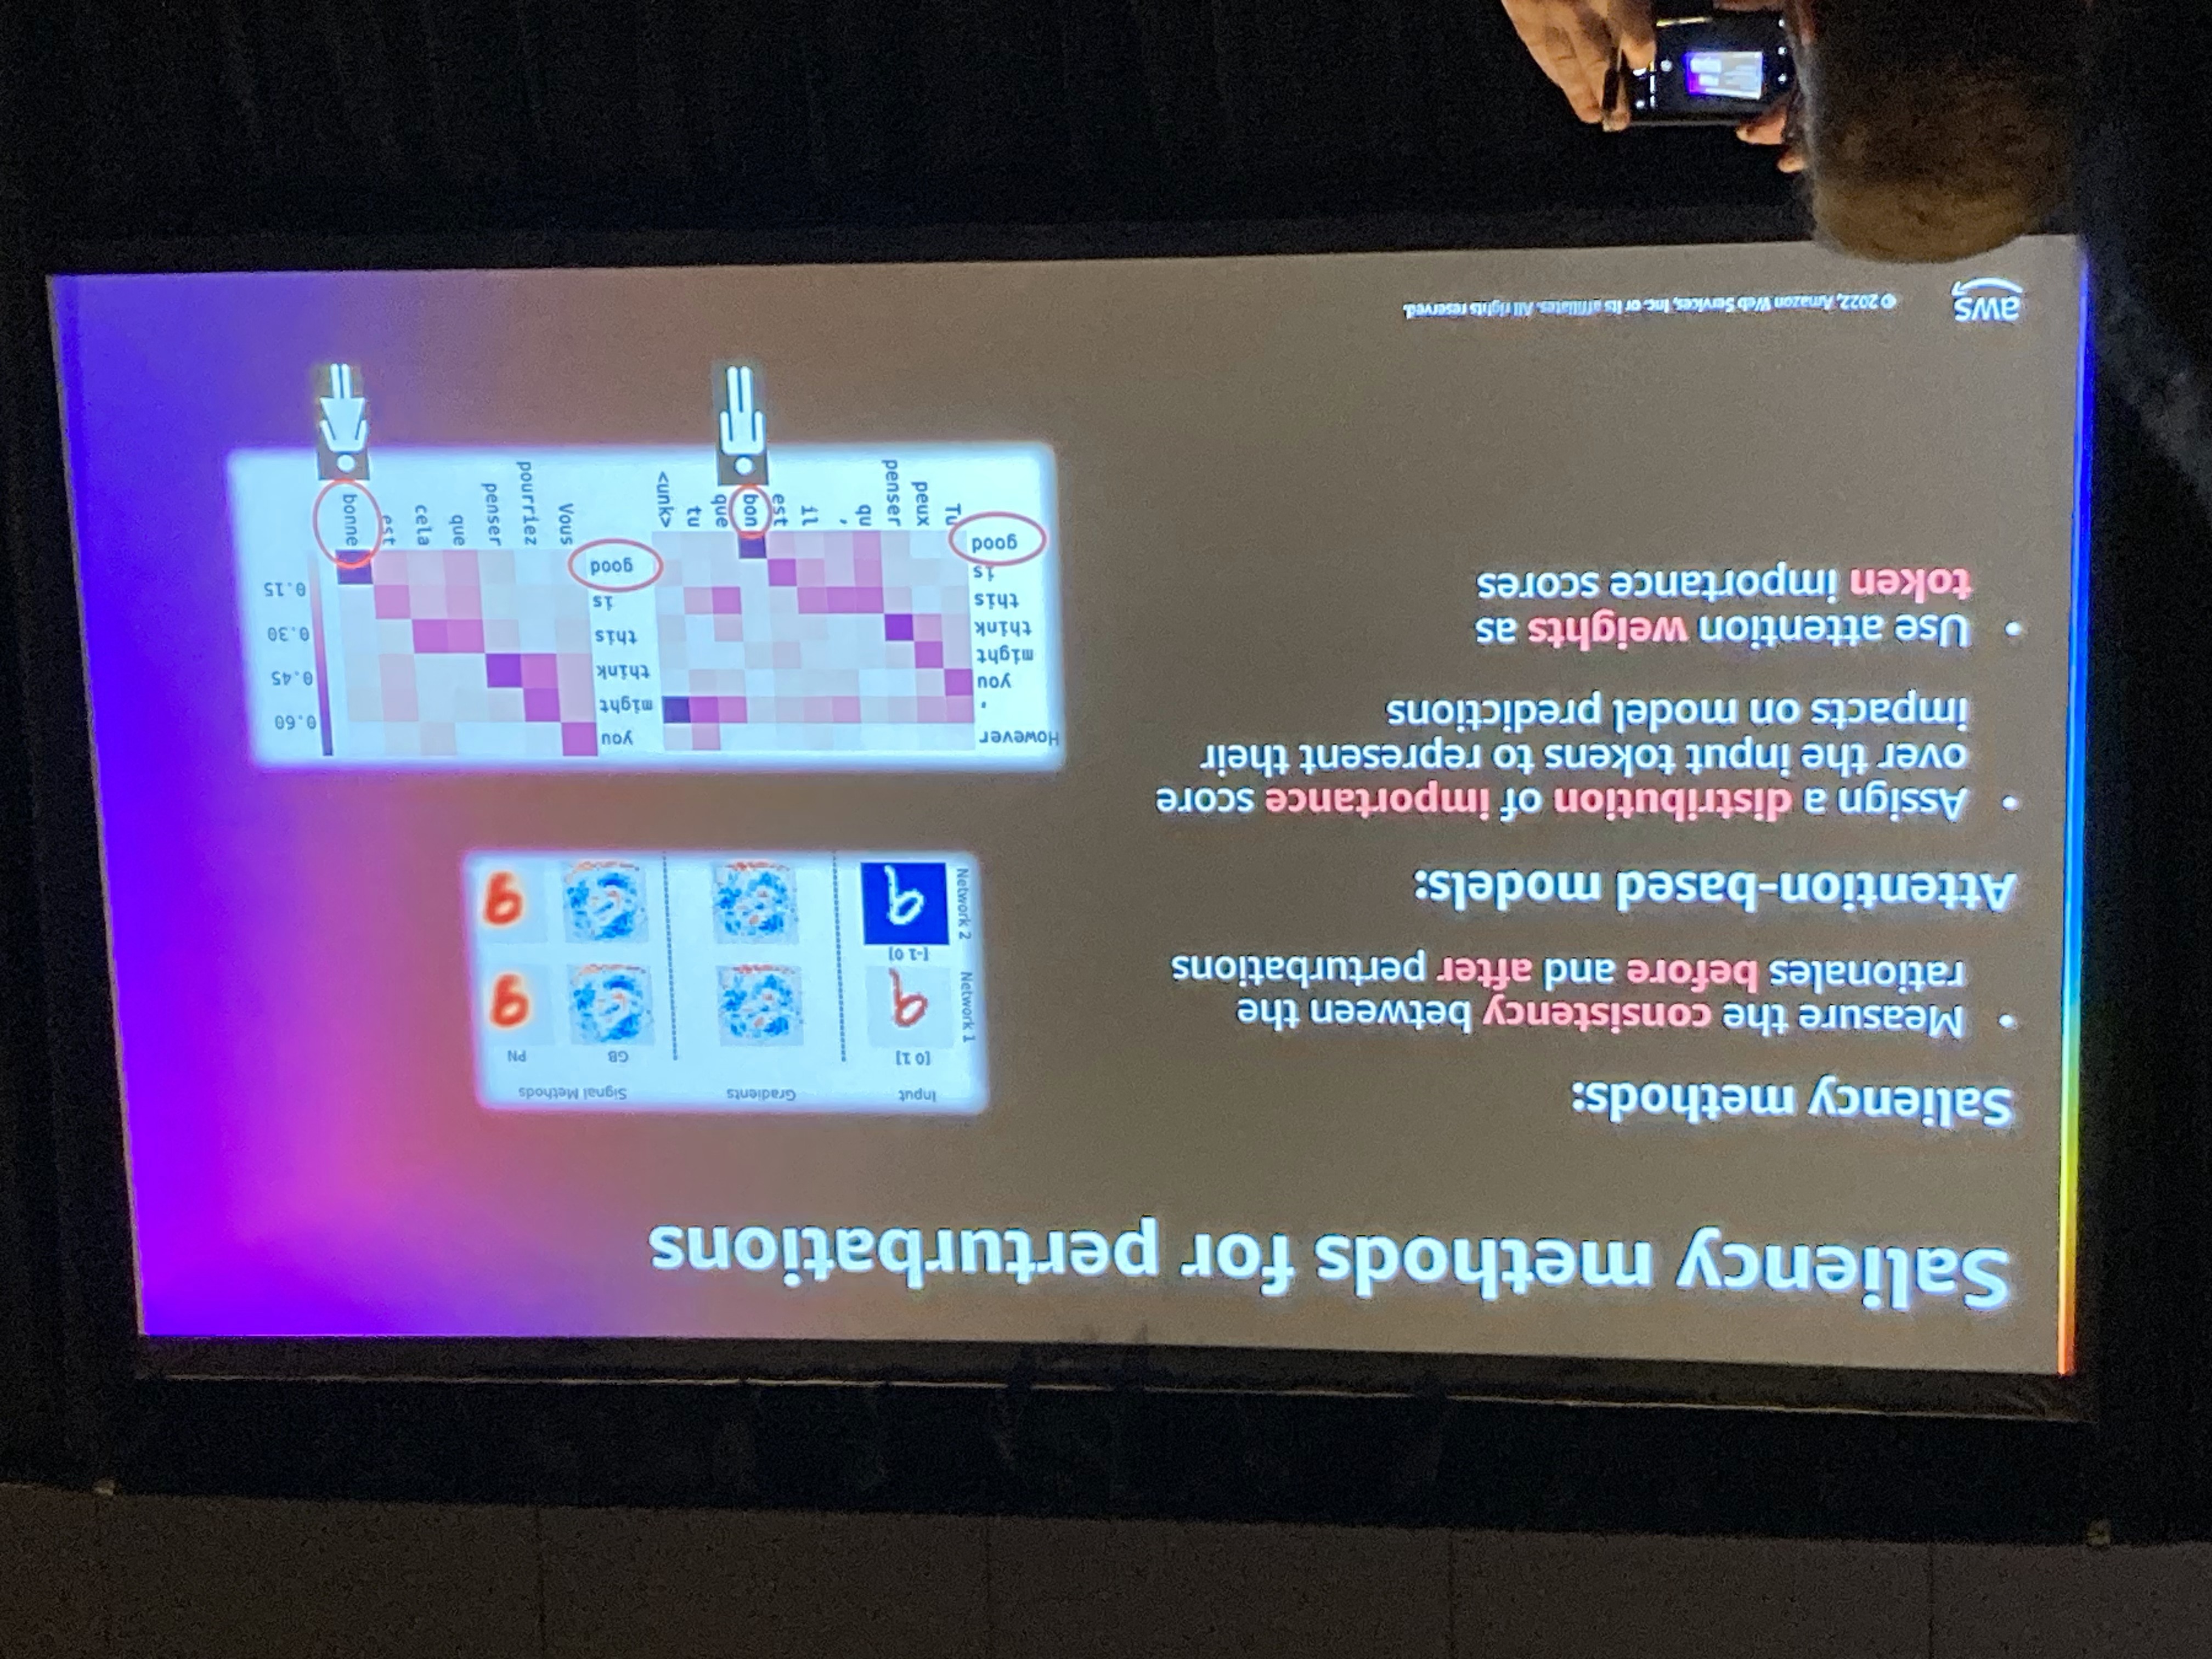 Saliency methods for perturbations
Saliency methods:
• Measure the consistency between the
rationales before and after perturbations
Attention-based models:
• Assign a distribution of importance score
over the input tokens to represent their
impacts on model predictions
• Use attention weights as
token importance scores
Input Gradients Signal Methods
[0 1] GB PN
Network 1
[-1 0]
Network 2
However
,
you
might
think
this
is
good
Tu peux penser qu ' il est bon que tu <unk>
you
might
think
this
is
good
Vous pourriez penser que cela est bonne
0.60
0.45
0.30
0.15
aws
© 2022, Amazon Web Services, Inc. or its affiliates. All rights reserved.